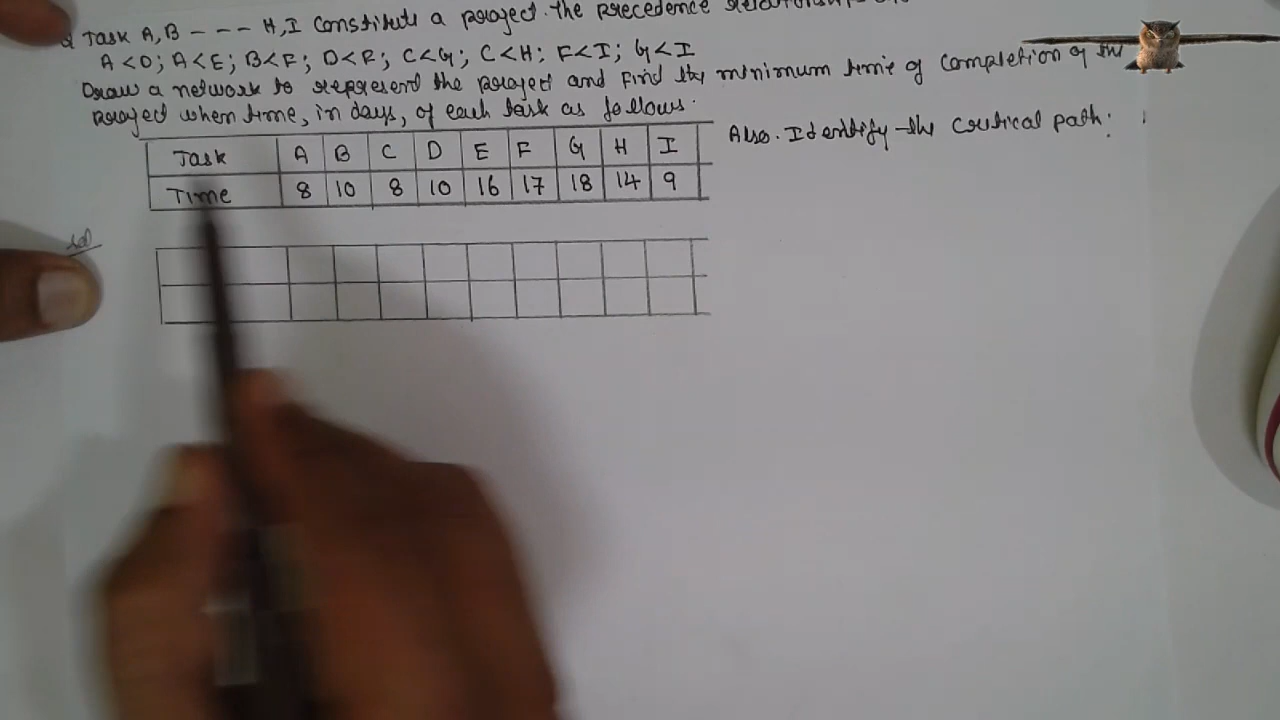 Q Task A, B - - - H, I Constitute a project. The precedence relationships
A < D; A < E; B < F; D < F; C < G; C < H; F < I; G < I
Draw a network to represent the project and Find the minimum time of completion of the
project when time, in days, of each task as follows.
Also. Identify the critical path:
Task A B C D E F G H I
Time 8 10 8 10 16 17 18 14 9
Sol